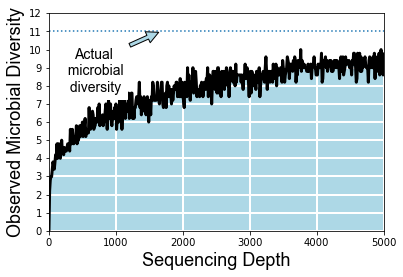 Observed Microbial Diversity
12
11
10
9
8
7
6
5
4
3
2
1
0
Actual
microbial
diversity
0 1000 2000 3000 4000 5000
Sequencing Depth